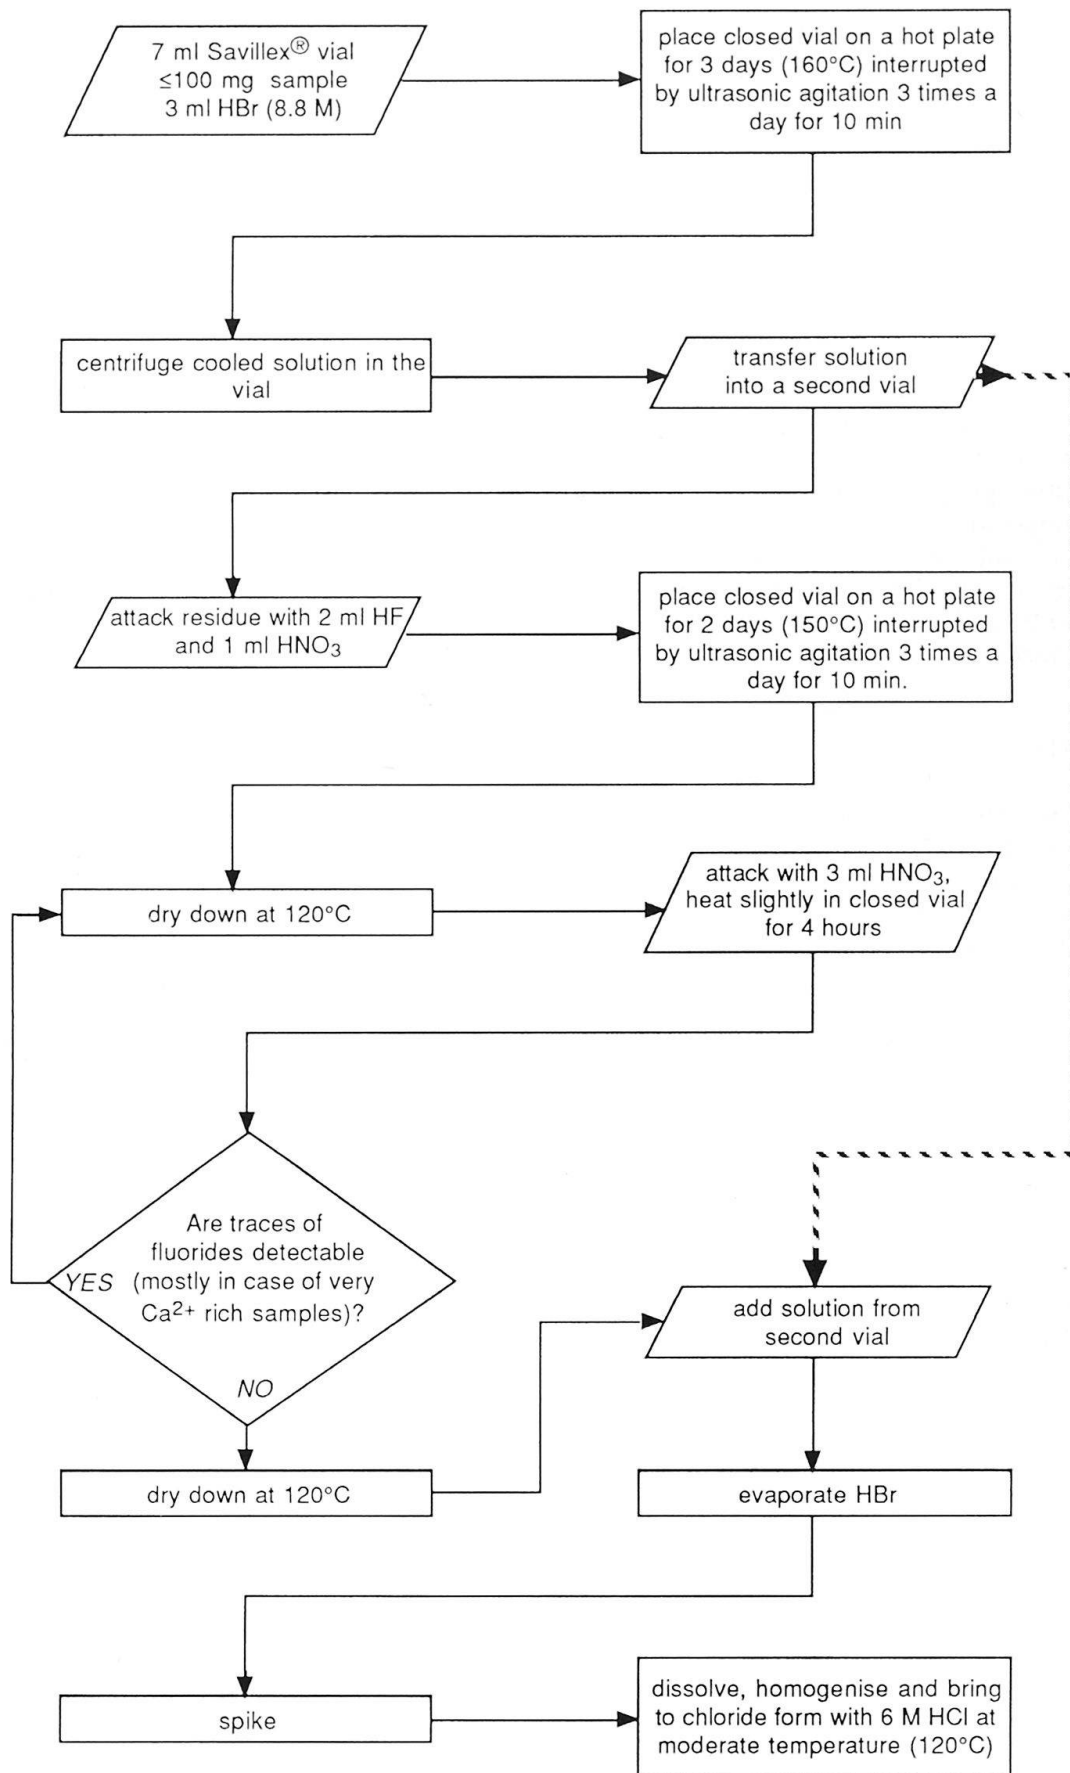 7 ml Savillex® vial
≤100 mg sample
3 ml HBr (8.8 M)
place closed vial on a hot plate
for 3 days (160°C) interrupted
by ultrasonic agitation 3 times a
day for 10 min
centrifuge cooled solution in the
vial
transfer solution
into a second vial
attack residue with 2 ml HF
and 1 ml HNO3
place closed vial on a hot plate
for 2 days (150°C) interrupted
by ultrasonic agitation 3 times a
day for 10 min.
dry down at 120°C
attack with 3 ml HNO3,
heat slightly in closed vial
for 4 hours
Are traces of
fluorides detectable
YES (mostly in case of very
Ca2+ rich samples)?
NO
add solution from
second vial
dry down at 120°C
evaporate HBr
spike
dissolve, homogenise and bring
to chloride form with 6 M HCl at
moderate temperature (120°C)